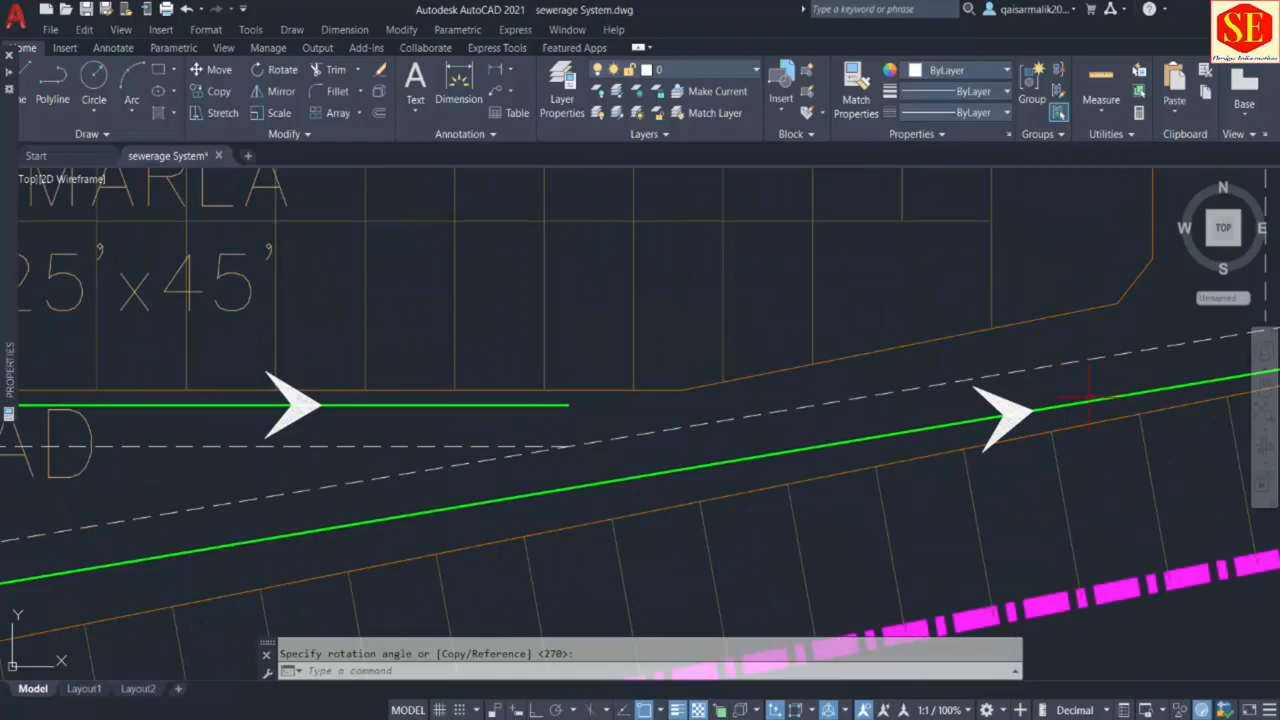 Autodesk AutoCAD 2021 sewerage System.dwg
Type a keyword or phrase
qaisarmalik20...
SE
Design Information
File Edit View Insert Format Tools Draw Dimension Modify Parametric Express Window Help
Home Insert Annotate Parametric View Manage Output Add-ins Collaborate Express Tools Featured Apps
Move Rotate Trim
Copy Mirror Fillet
Stretch Scale Array
Polyline Circle Arc
Text Dimension Table
Layer Properties
0
Make Current
Match Layer
Insert
Match Properties
ByLayer
ByLayer
ByLayer
Group
Measure
Paste
Base
Draw Modify Annotation Layers Block Properties Groups Utilities Clipboard View
Start sewerage System*
Top][2D Wireframe]
MARLA
25'x45'
AD
N
W TOP E
S
Unnamed
PROPERTIES
Y
X
Specify rotation angle or [Copy/Reference] <270>:
Type a command
Model Layout1 Layout2 +
MODEL 1:1 / 100% Decimal